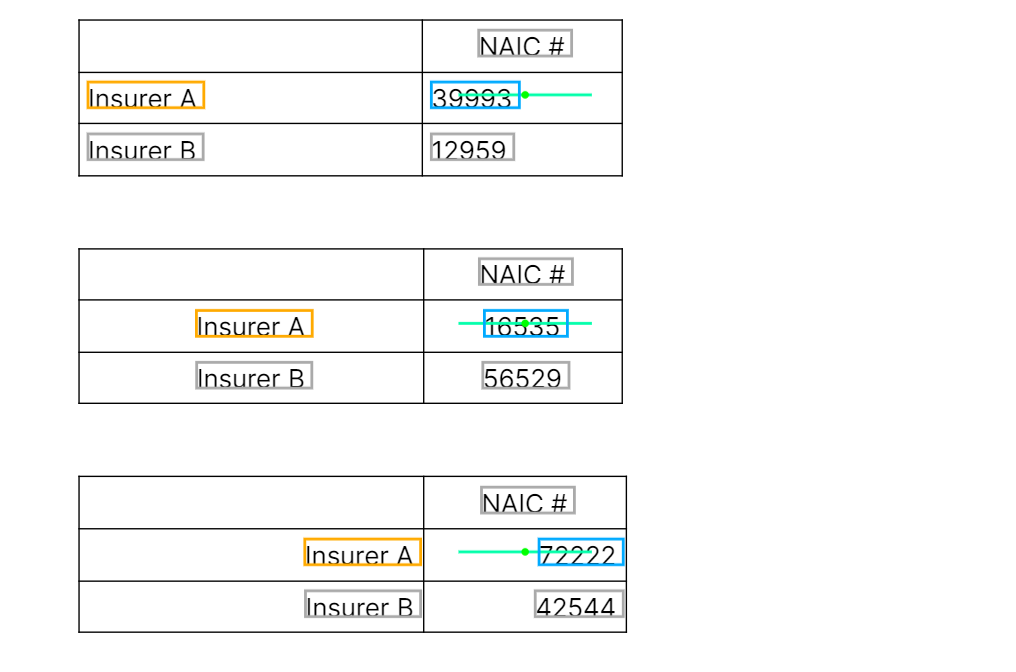 NAIC #
Insurer A 39993
Insurer B 12959
NAIC #
Insurer A 16535
Insurer B 56529
NAIC #
Insurer A 72222
Insurer B 42544